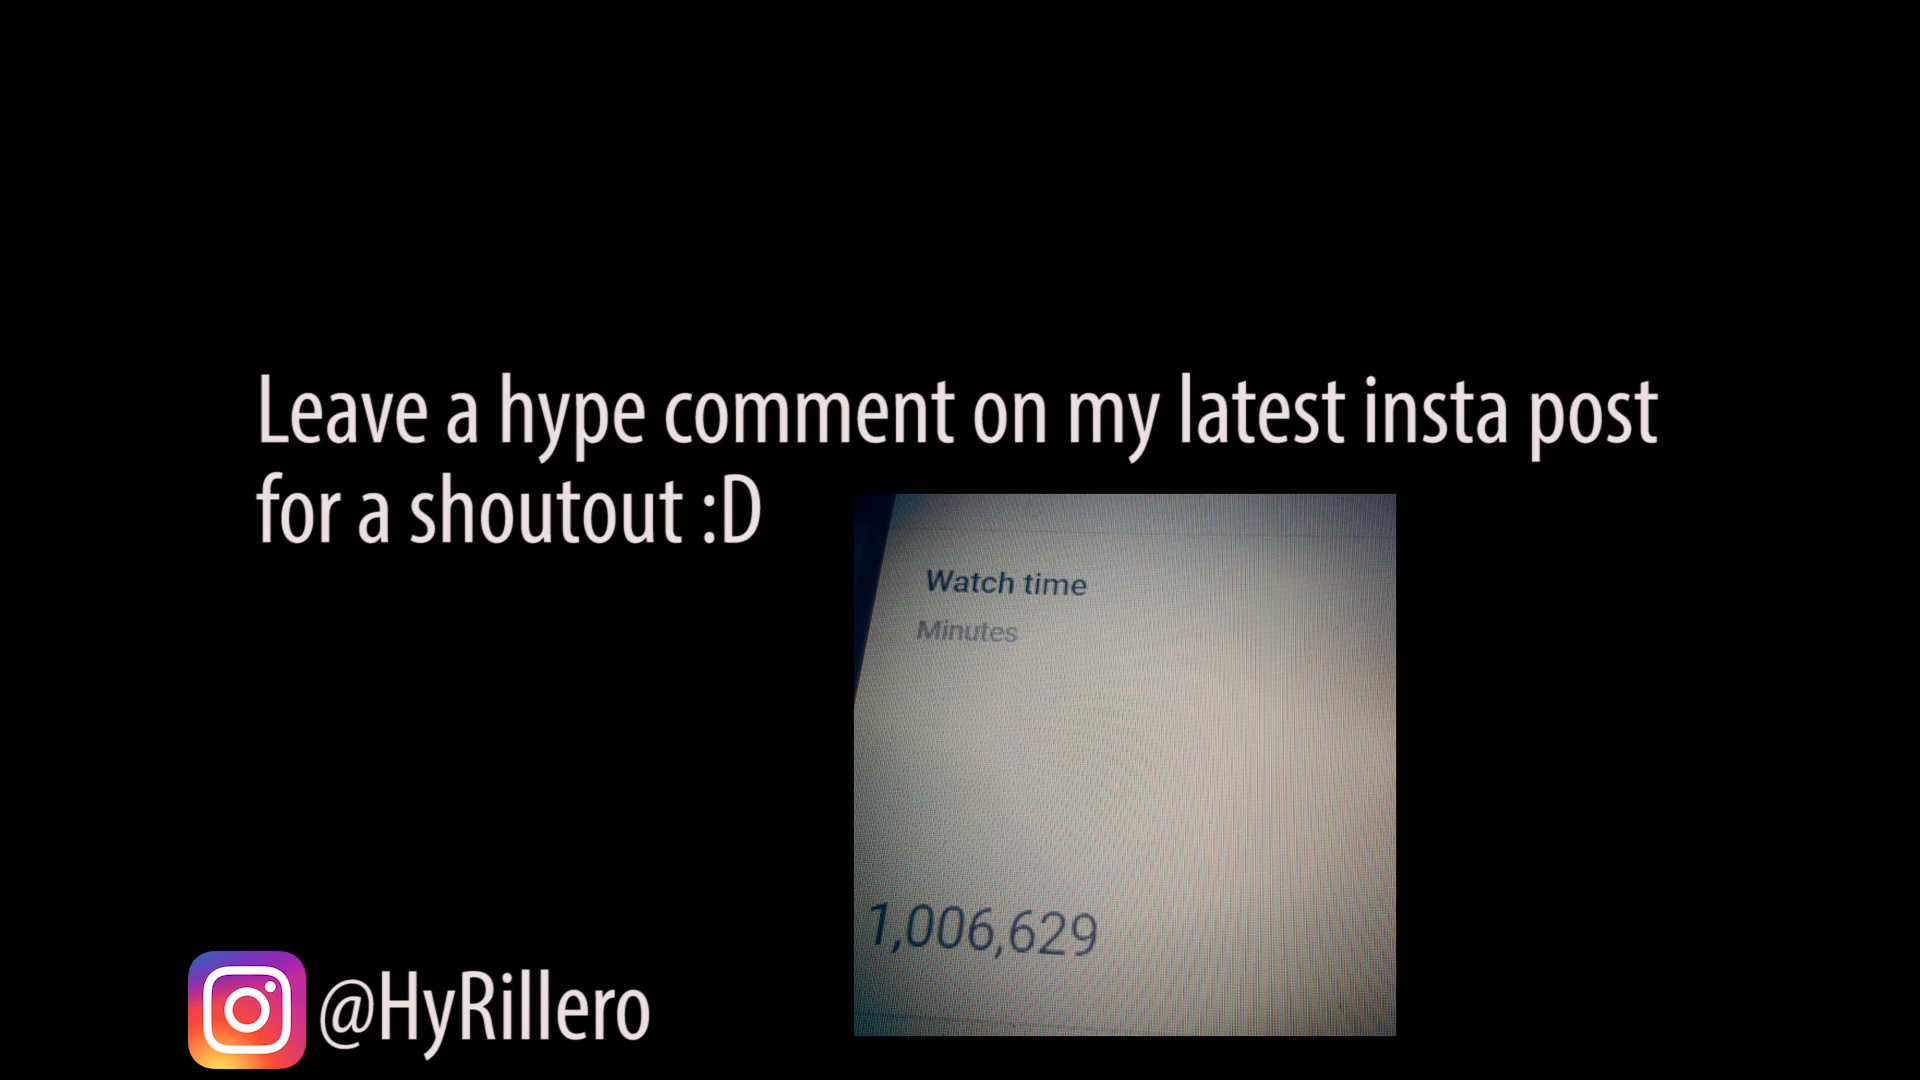 Leave a hype comment on my latest insta post
for a shoutout :D
Watch time
Minutes
1,006,629
@HyRillero